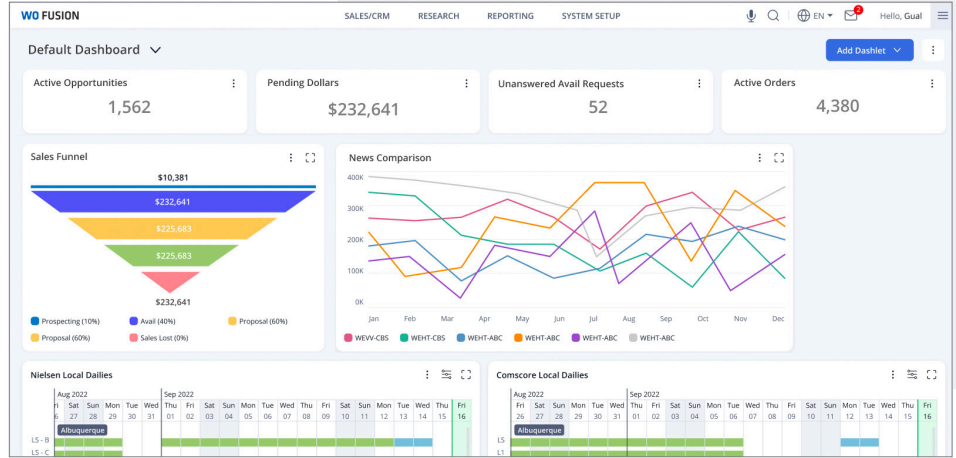 WO FUSION SALES/CRM RESEARCH REPORTING SYSTEM SETUP EN 2 Hello, Gual
Default Dashboard Add Dashlet
Active Opportunities
1,562
Pending Dollars
$232,641
Unanswered Avail Requests
52
Active Orders
4,380
Sales Funnel
$10,381
$232,641
$225,683
$225,683
$232,641
Prospecting (10%) Avail (40%) Proposal (60%)
Proposal (60%) Sales Lost (0%)
News Comparison
400K
300K
200K
100K
0K
Jan Feb Mar Apr May Jun Jul Aug Sep Oct Nov Dec
WEVV-CBS WEHT-CBS WEHT-ABC WEHT-ABC WEHT-ABC WEHT-ABC
Nielsen Local Dailies
Aug 2022 Sep 2022
Sat Sun Mon Tue Wed Thu Fri Sat Sun Mon Tue Wed Thu Fri Sat Sun Mon Tue Wed Thu Fri
27 28 29 30 31 01 02 03 04 05 06 07 08 09 10 11 12 13 14 15 16
Albuquerque
LS - B
LS - C
Comscore Local Dailies
Aug 2022 Sep 2022
Fri Sat Sun Mon Tue Wed Thu Fri Sat Sun Mon Tue Wed Thu Fri Sat Sun Mon Tue Wed Thu Fri
26 27 28 29 30 31 01 02 03 04 05 06 07 08 09 10 11 12 13 14 15 16
Albuquerque
LS
L1